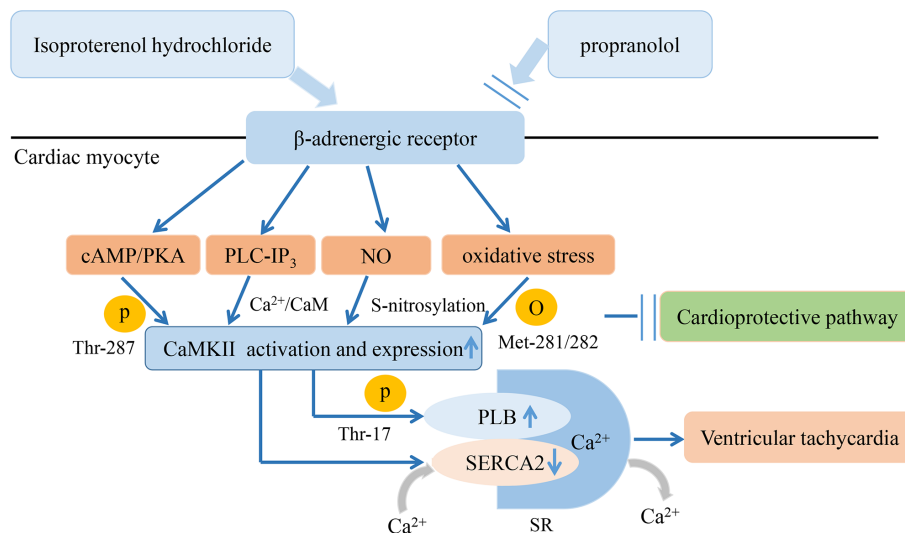 Isoproterenol hydrochloride
propranolol
β-adrenergic receptor
Cardiac myocyte
cAMP/PKA
PLC-IP₃
NO
oxidative stress
p
Ca²⁺/CaM
S-nitrosylation
O
Cardioprotective pathway
Thr-287
CaMKII activation and expression
Met-281/282
p
Thr-17
PLB
Ca²⁺
SERCA2
Ventricular tachycardia
Ca²⁺
SR
Ca²⁺